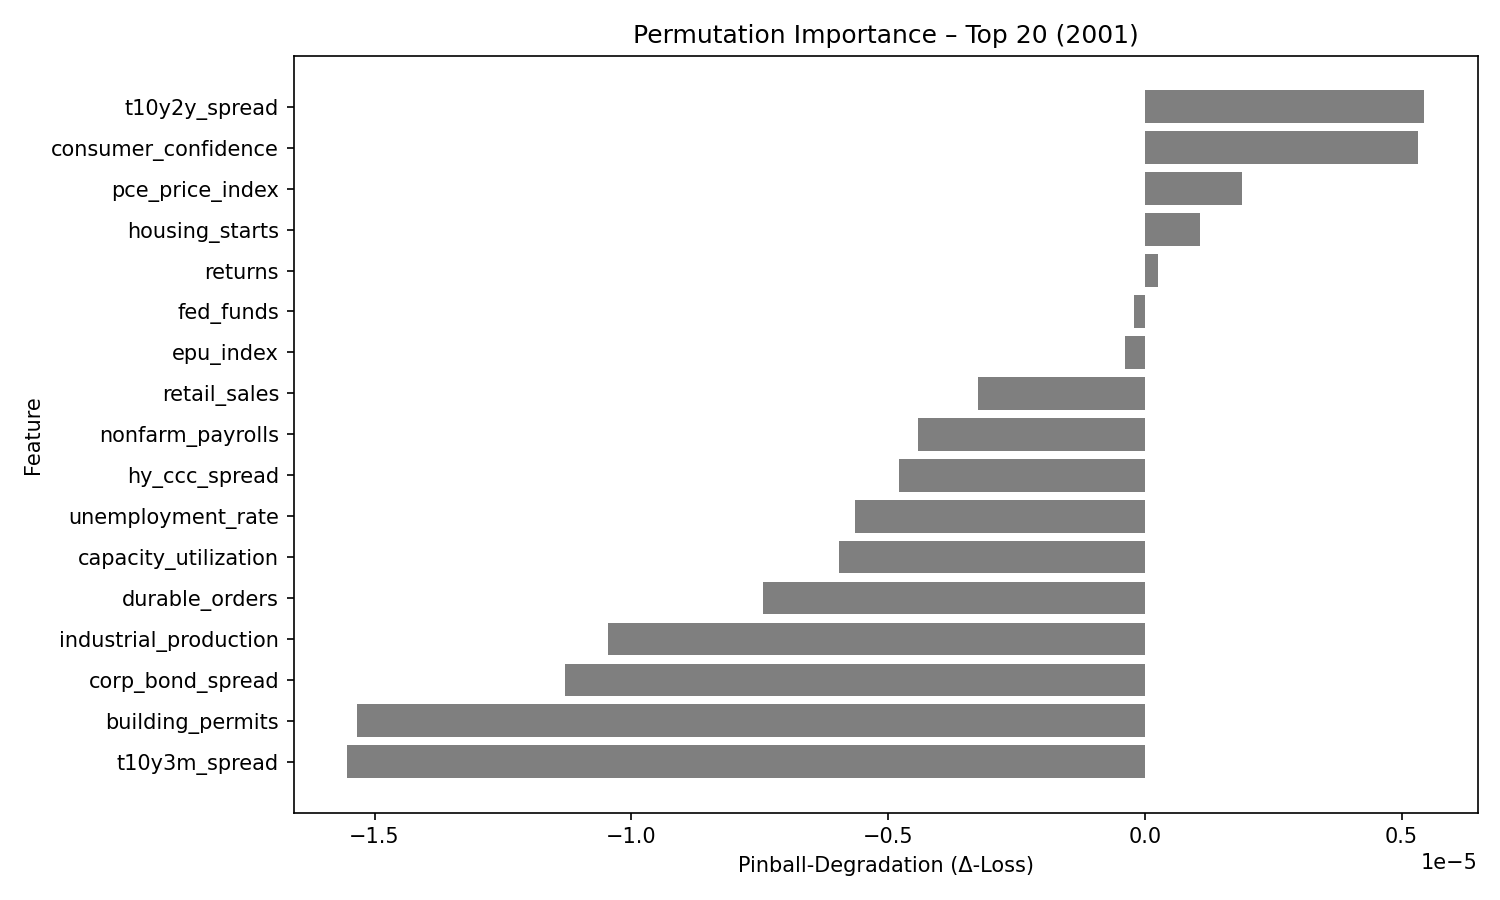 Permutation Importance – Top 20 (2001)
t10y2y_spread
consumer_confidence
pce_price_index
housing_starts
returns
fed_funds
epu_index
retail_sales
nonfarm_payrolls
hy_ccc_spread
unemployment_rate
capacity_utilization
durable_orders
industrial_production
corp_bond_spread
building_permits
t10y3m_spread
Feature
−1.5 −1.0 −0.5 0.0 0.5
1e−5
Pinball-Degradation (Δ-Loss)